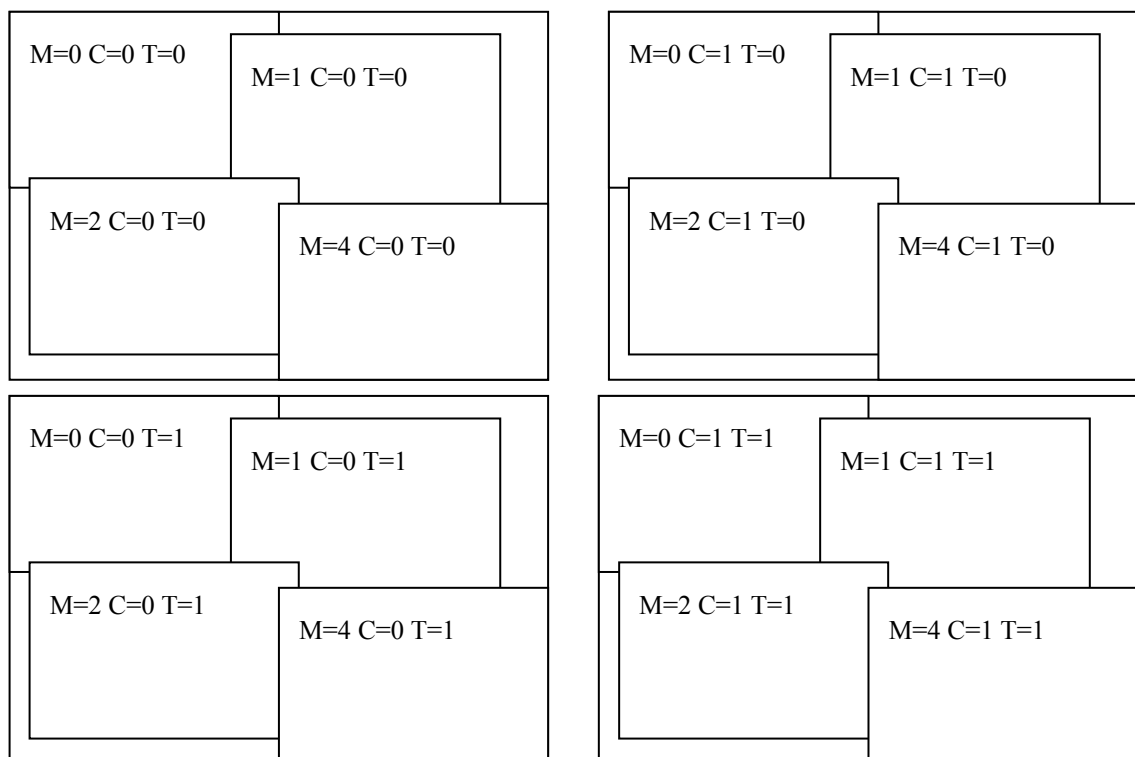 M=0 C=0 T=0
M=1 C=0 T=0
M=2 C=0 T=0
M=4 C=0 T=0
M=0 C=1 T=0
M=1 C=1 T=0
M=2 C=1 T=0
M=4 C=1 T=0
M=0 C=0 T=1
M=1 C=0 T=1
M=2 C=0 T=1
M=4 C=0 T=1
M=0 C=1 T=1
M=1 C=1 T=1
M=2 C=1 T=1
M=4 C=1 T=1